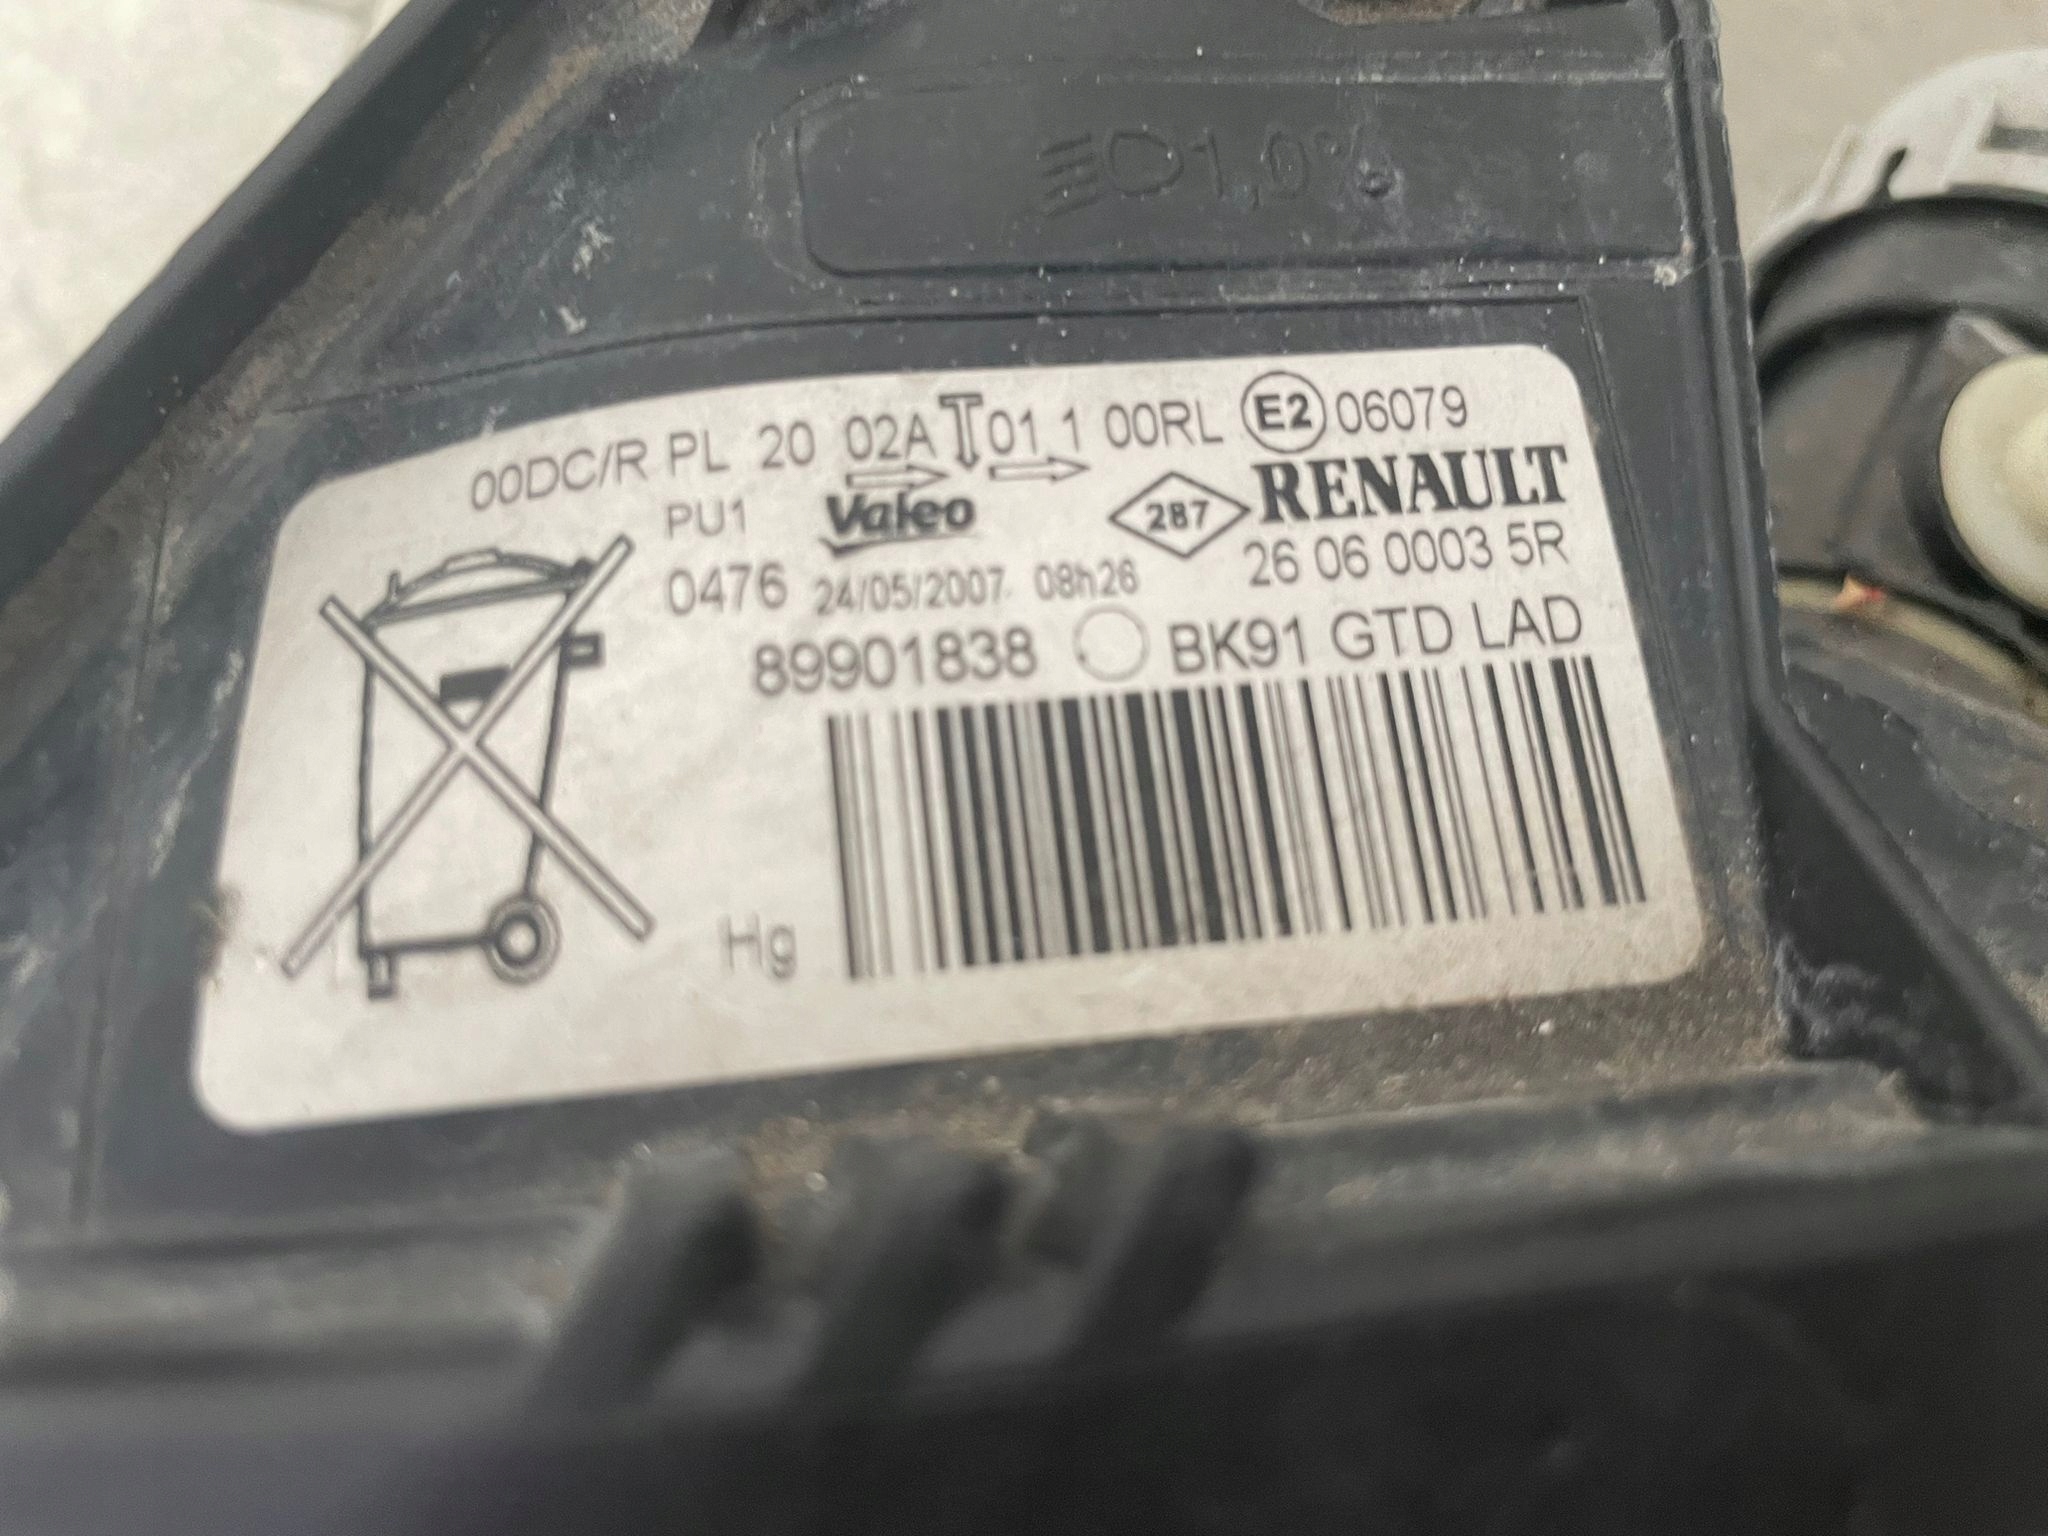 1,0%
00DC/R PL 20 02A 01 1 00RL E2 06079
PU1 Valeo 287 RENAULT
0476 24/05/2007 08h26 26 06 0003 5R
89901838 BK91 GTD LAD
Hg